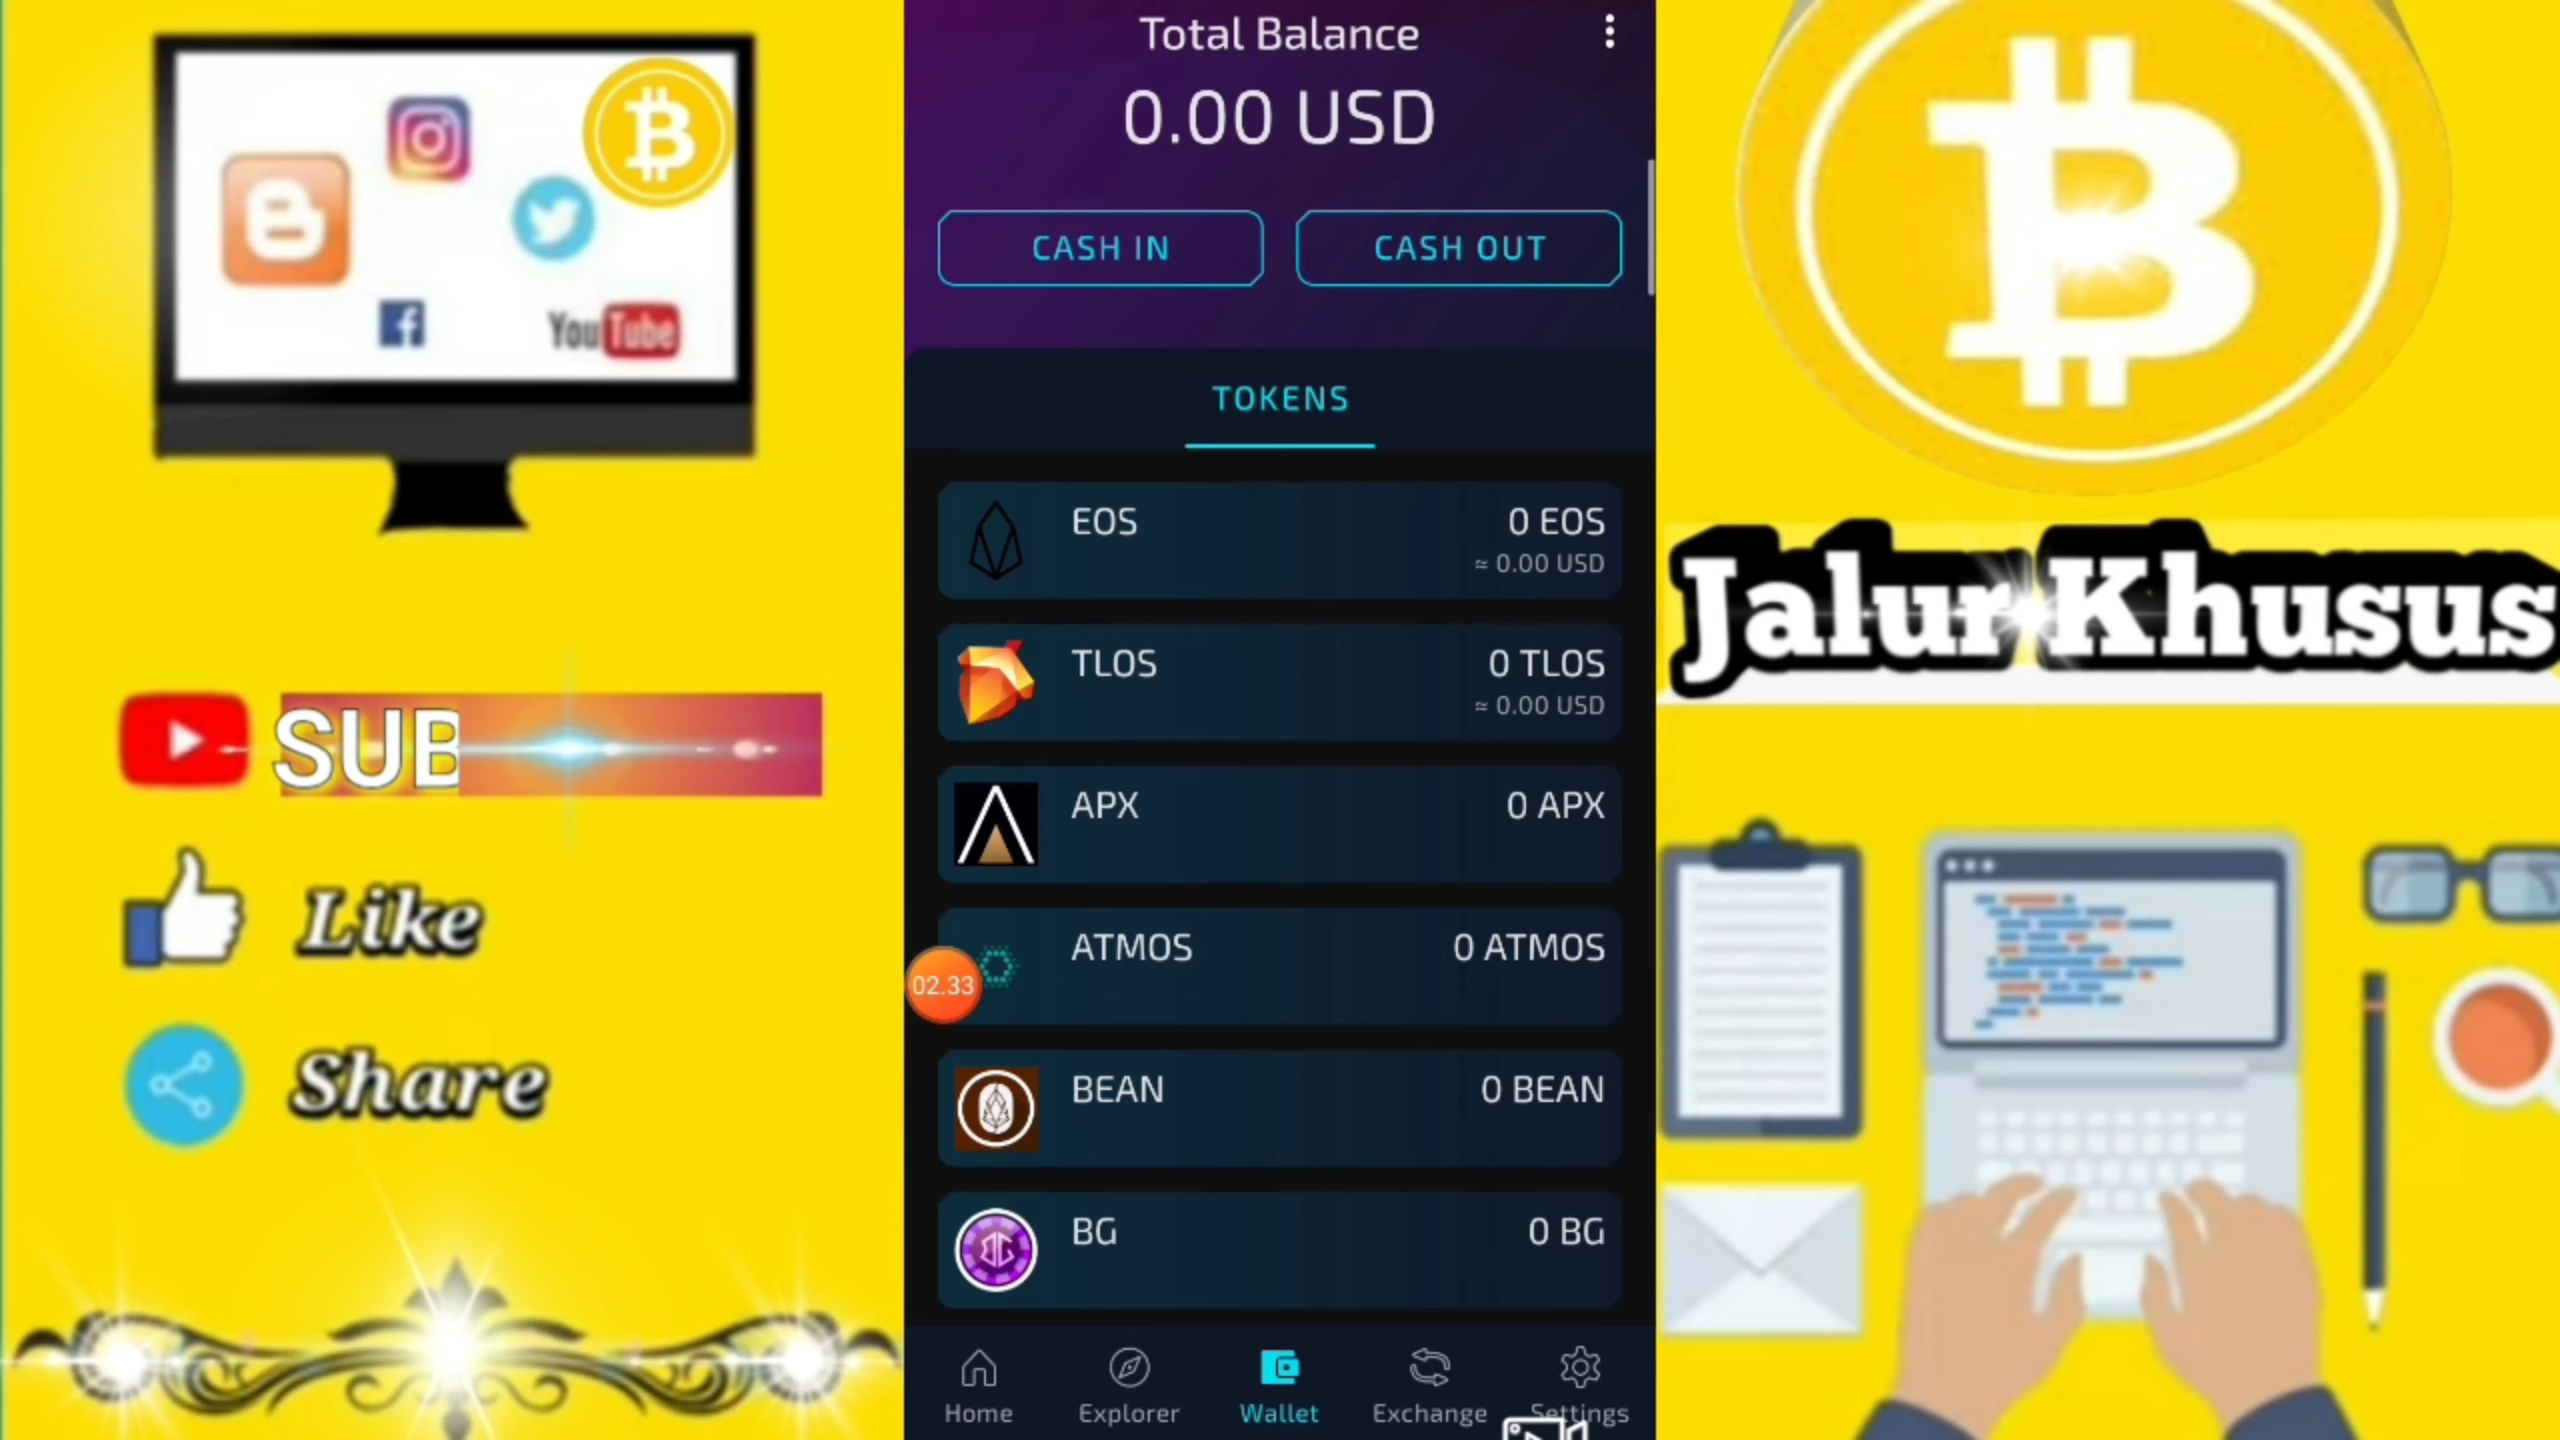 You Tube
SUB
Like
Share
Total Balance
0.00 USD
CASH IN
CASH OUT
TOKENS
EOS
0 EOS
≈ 0.00 USD
TLOS
0 TLOS
≈ 0.00 USD
APX
0 APX
ATMOS
0 ATMOS
02.33
BEAN
0 BEAN
BG
0 BG
Home
Explorer
Wallet
Exchange
Settings
Jalur Khusus